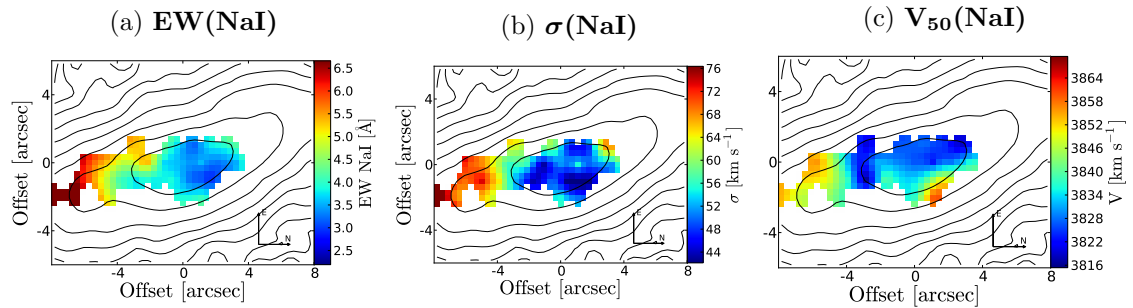 (a) EW(NaI)
(b) σ(NaI)
(c) V50(NaI)
Offset [arcsec]
4
0
-4
-4
0
4
8
Offset [arcsec]
E
N
6.5
6.0
5.5
5.0
4.5
4.0
3.5
3.0
2.5
EW NaI [Å]
Offset [arcsec]
4
0
-4
-4
0
4
8
Offset [arcsec]
E
N
76
72
68
64
60
56
52
48
44
σ [km s−1]
4
0
-4
-4
0
4
8
Offset [arcsec]
E
N
3864
3858
3852
3846
3840
3834
3828
3822
3816
V [km s−1]